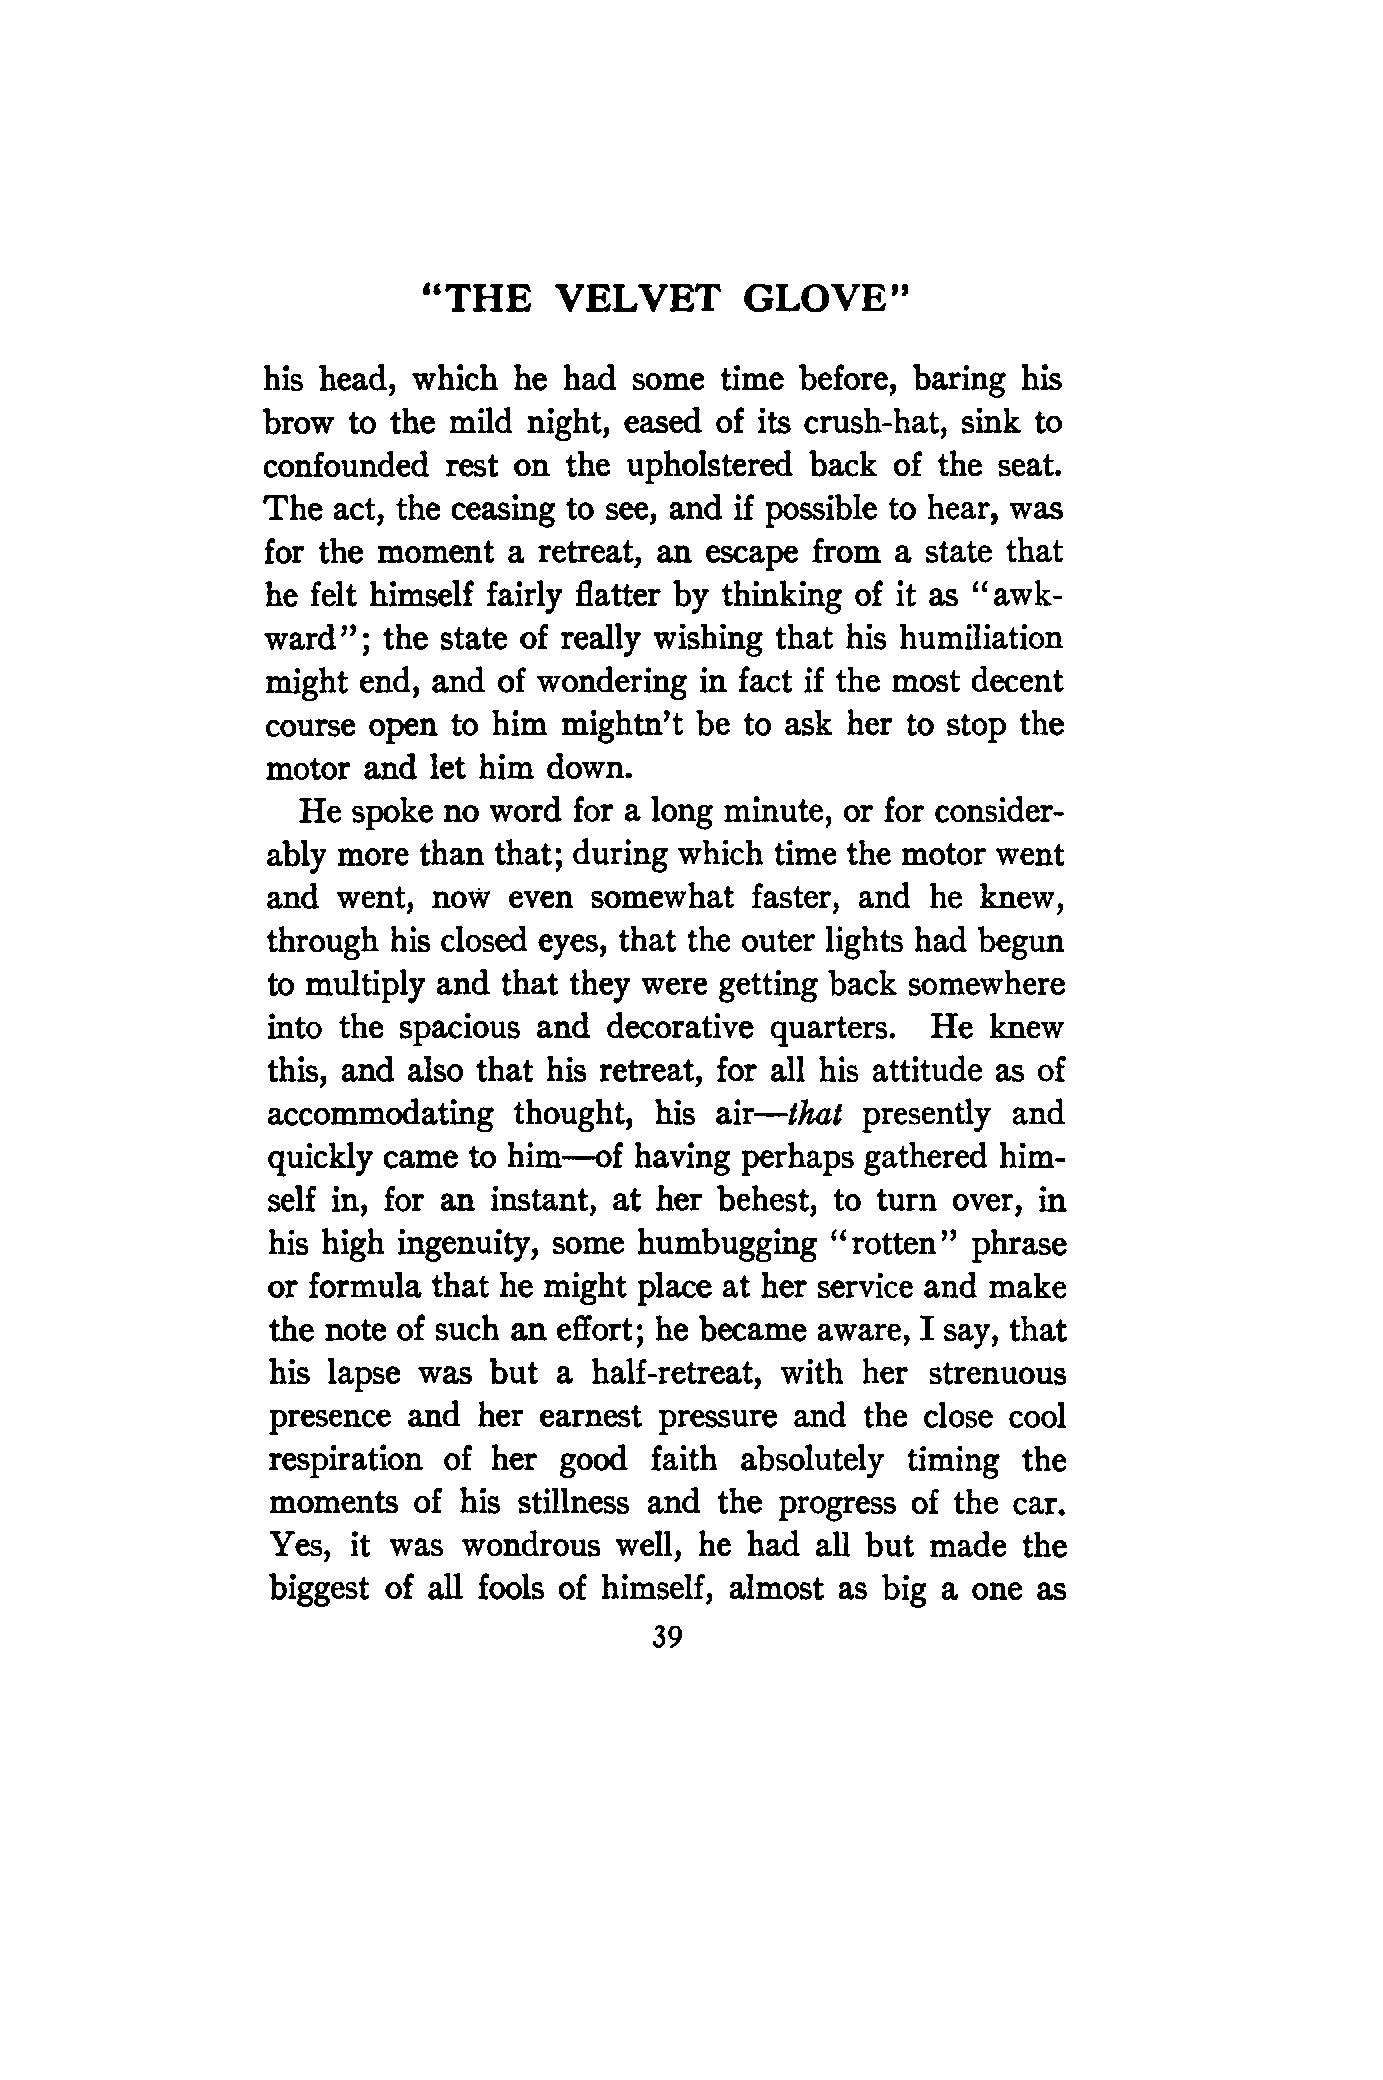 “THE VELVET GLOVE”
his head, which he had some time before, baring his
brow to the mild night, eased of its crush-hat, sink to
confounded rest on the upholstered back of the seat.
The act, the ceasing to see, and if possible to hear, was
for the moment a retreat, an escape from a state that
he felt himself fairly flatter by thinking of it as “awk-
ward”; the state of really wishing that his humiliation
might end, and of wondering in fact if the most decent
course open to him mightn’t be to ask her to stop the
motor and let him down.
He spoke no word for a long minute, or for consider-
ably more than that; during which time the motor went
and went, now even somewhat faster, and he knew,
through his closed eyes, that the outer lights had begun
to multiply and that they were getting back somewhere
into the spacious and decorative quarters. He knew
this, and also that his retreat, for all his attitude as of
accommodating thought, his air—that presently and
quickly came to him—of having perhaps gathered him-
self in, for an instant, at her behest, to turn over, in
his high ingenuity, some humbugging “rotten” phrase
or formula that he might place at her service and make
the note of such an effort; he became aware, I say, that
his lapse was but a half-retreat, with her strenuous
presence and her earnest pressure and the close cool
respiration of her good faith absolutely timing the
moments of his stillness and the progress of the car.
Yes, it was wondrous well, he had all but made the
biggest of all fools of himself, almost as big a one as
39